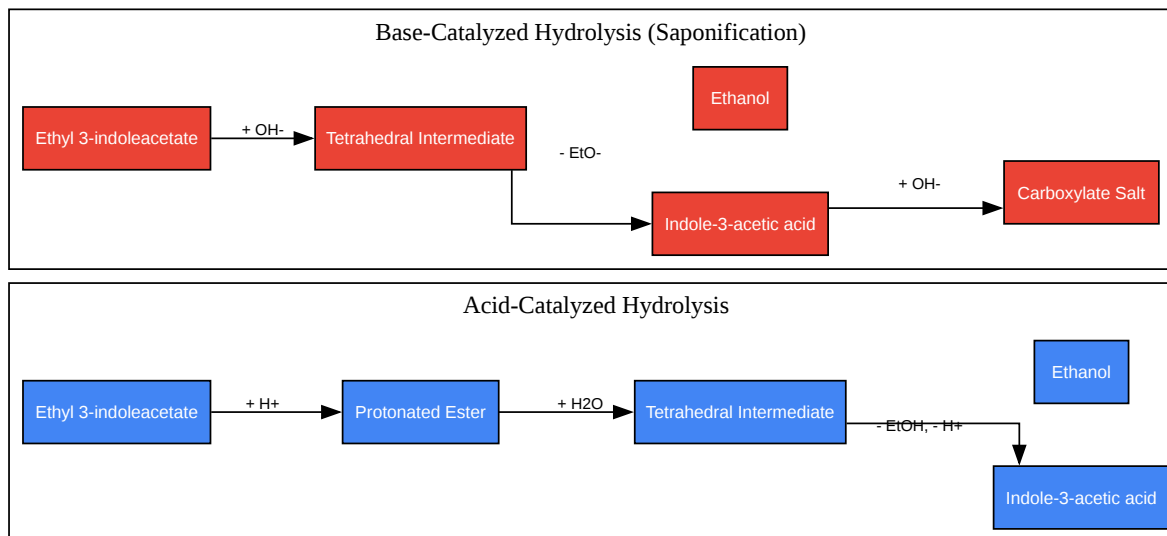 Base-Catalyzed Hydrolysis (Saponification)
Ethanol
Ethyl 3-indoleacetate
+ OH-
Tetrahedral Intermediate
- EtO-
Indole-3-acetic acid
+ OH-
Carboxylate Salt
Acid-Catalyzed Hydrolysis
Ethanol
Ethyl 3-indoleacetate
+ H+
Protonated Ester
+ H2O
Tetrahedral Intermediate
- EtOH, - H+
Indole-3-acetic acid